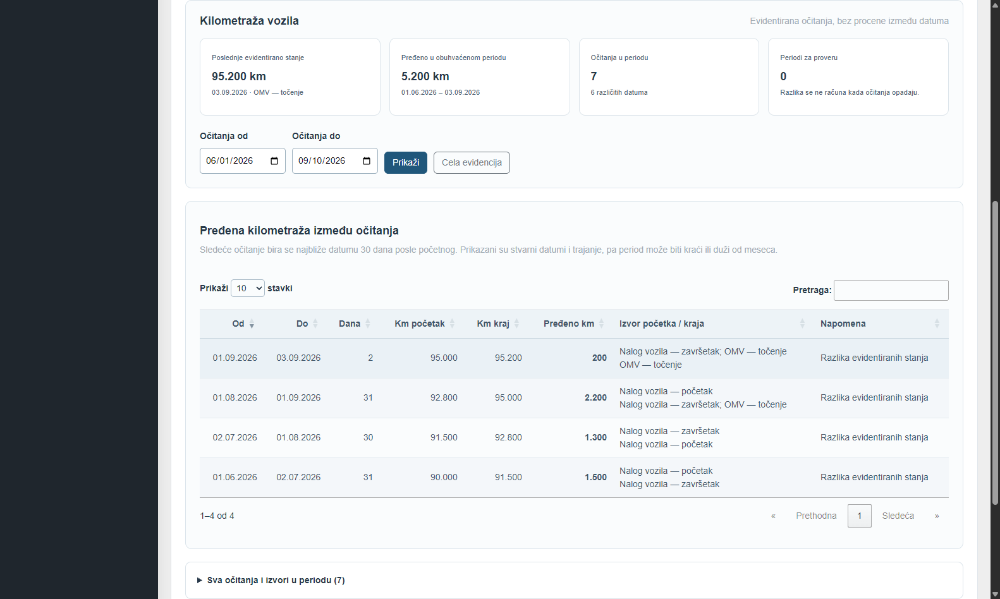 Kilometraža vozila
Evidentirana očitanja, bez procene između datuma
Poslednje evidentirano stanje
95.200 km
03.09.2026 · OMV — točenje
Pređeno u obuhvaćenom periodu
5.200 km
01.06.2026 – 03.09.2026
Očitanja u periodu
7
6 različitih datuma
Periodi za proveru
0
Razlika se ne računa kada očitanja opadaju.
Očitanja od
Očitanja do
06/01/2026
09/10/2026
Prikaži
Cela evidencija
Pređena kilometraža između očitanja
Sledeće očitanje bira se najbliže datumu 30 dana posle početnog. Prikazani su stvarni datumi i trajanje, pa period može biti kraći ili duži od meseca.
Prikaži 10 stavki
Pretraga:
Od Do Dana Km početak Km kraj Pređeno km Izvor početka / kraja Napomena
01.09.2026 03.09.2026 2 95.000 95.200 200 Nalog vozila — završetak; OMV — točenje
OMV — točenje
Razlika evidentiranih stanja
01.08.2026 01.09.2026 31 92.800 95.000 2.200 Nalog vozila — početak
Nalog vozila — završetak; OMV — točenje
Razlika evidentiranih stanja
02.07.2026 01.08.2026 30 91.500 92.800 1.300 Nalog vozila — završetak
Nalog vozila — početak
Razlika evidentiranih stanja
01.06.2026 02.07.2026 31 90.000 91.500 1.500 Nalog vozila — početak
Nalog vozila — završetak
Razlika evidentiranih stanja
1–4 od 4
« Prethodna 1 Sledeća »
Sva očitanja i izvori u periodu (7)